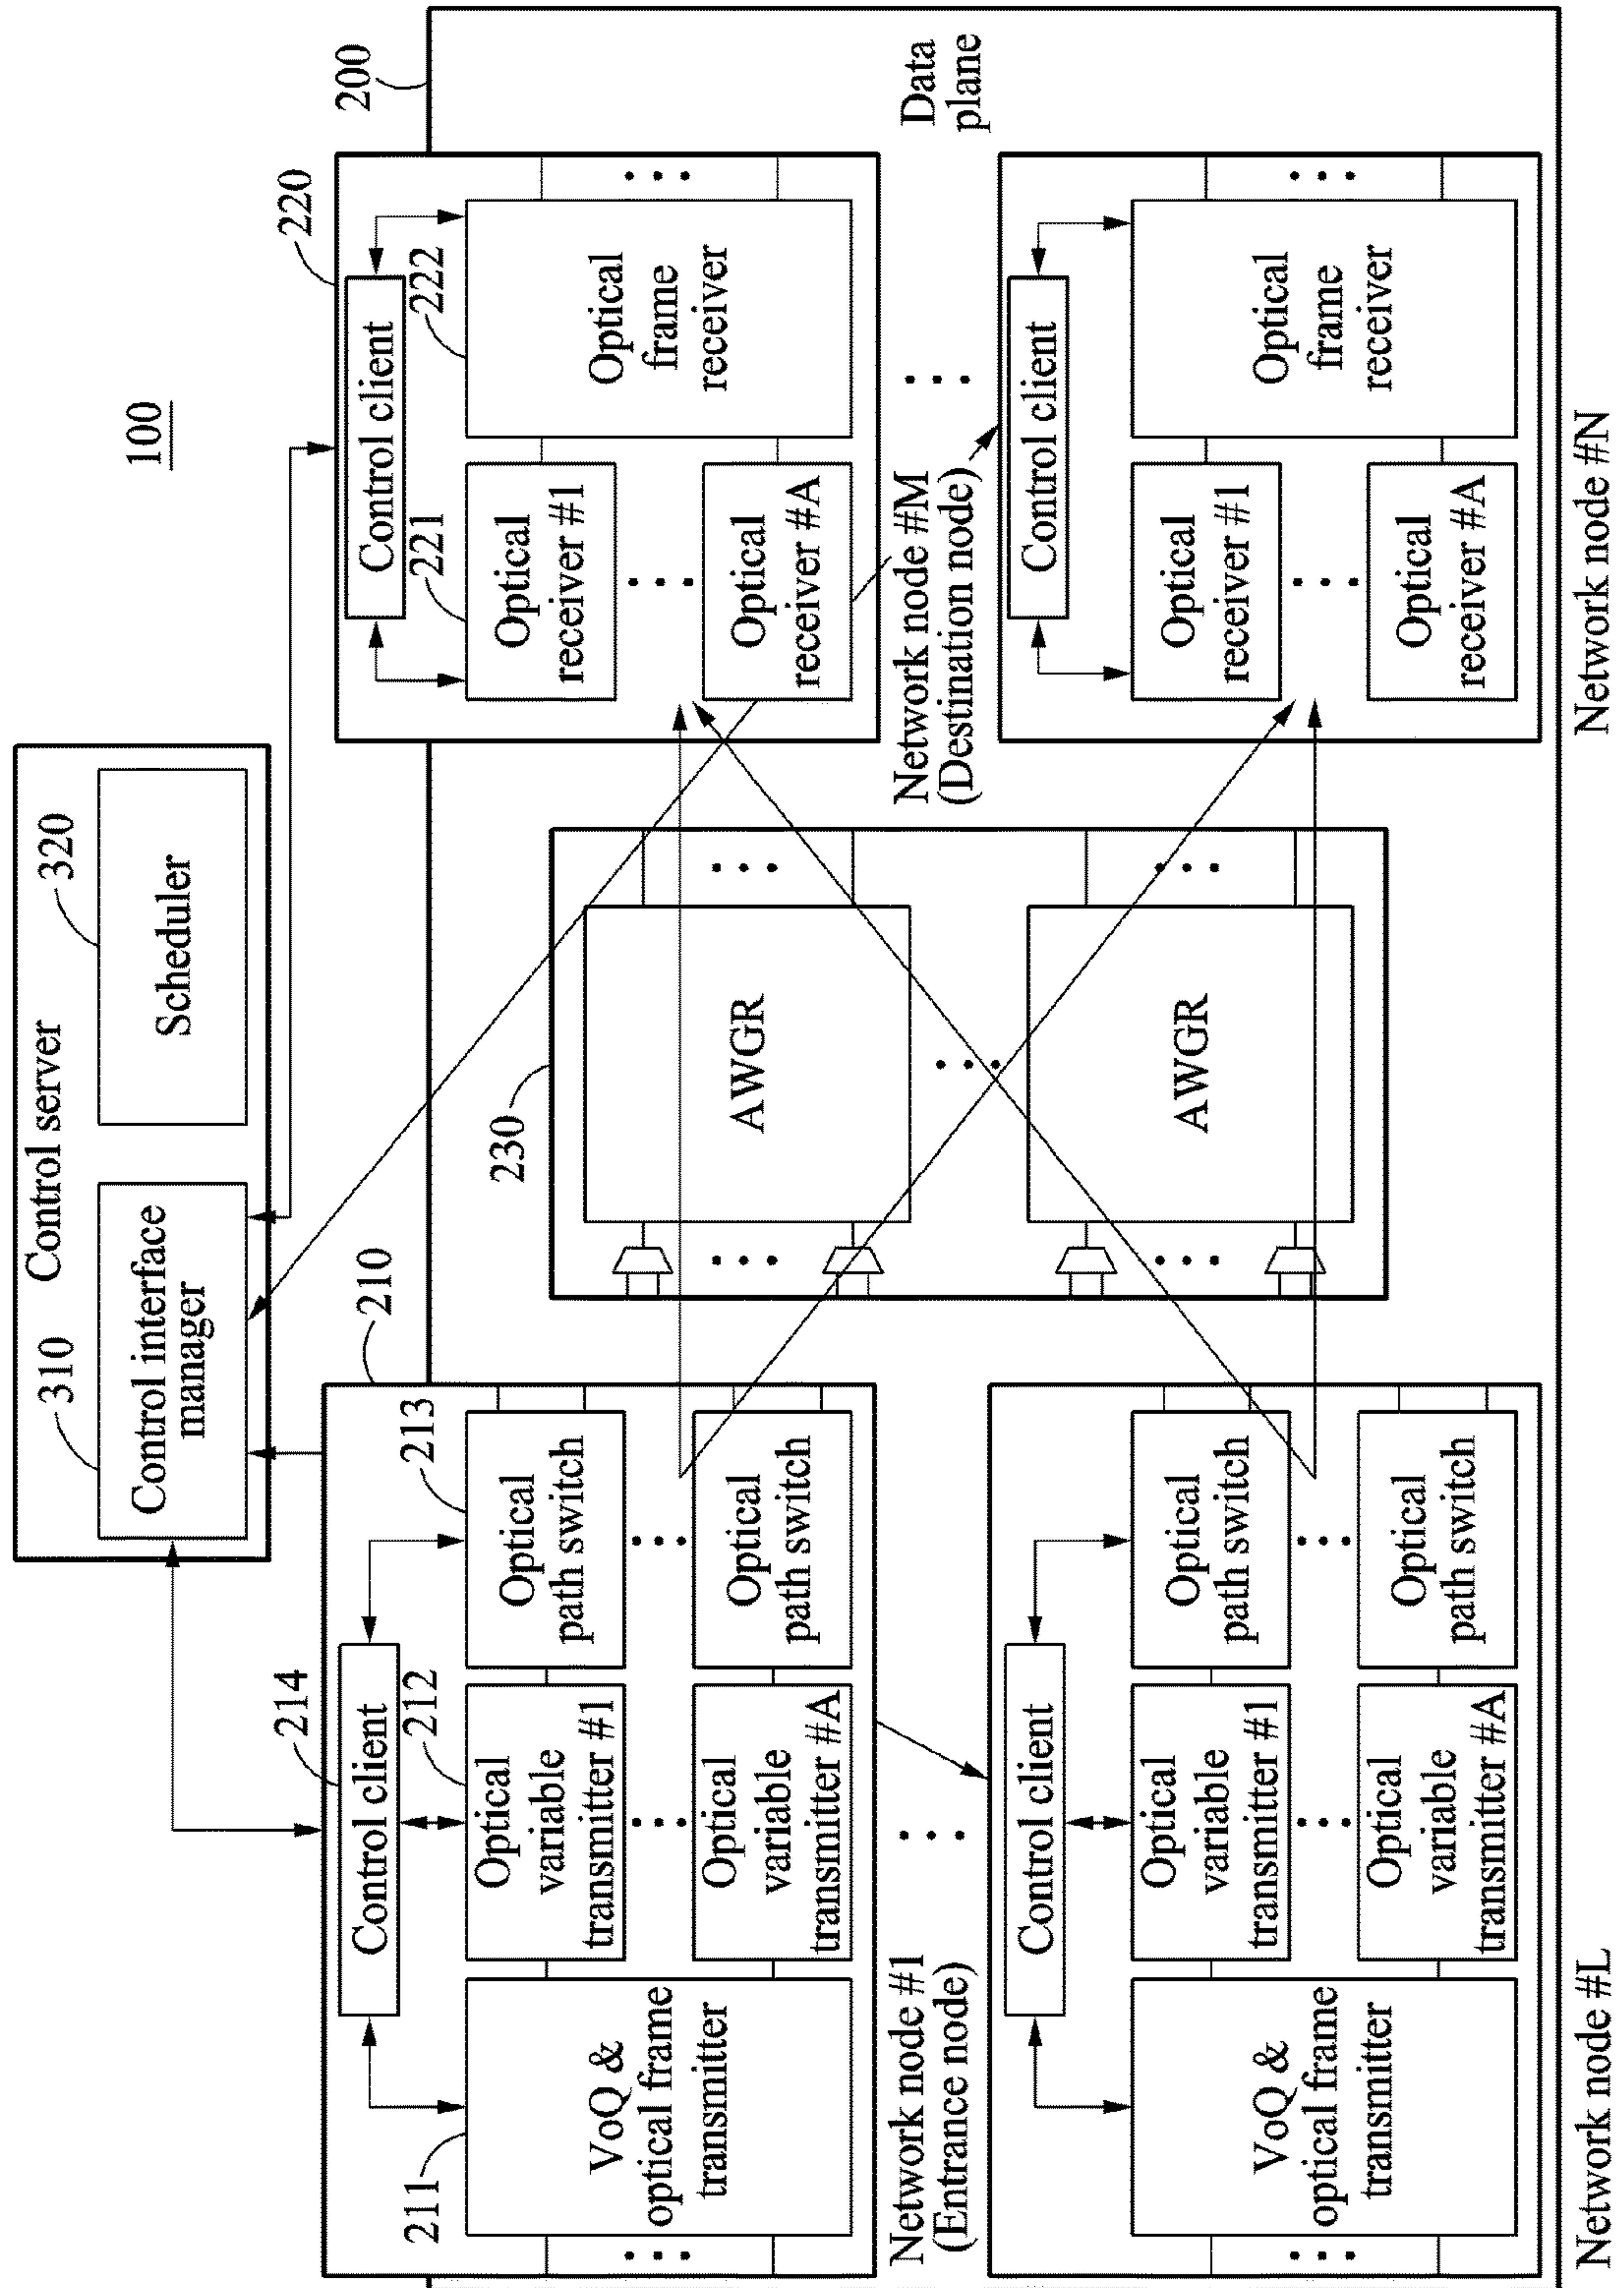 100
Control server
310
Control interface
manager
320
Scheduler
200
Data
plane
210
214
Control client
211
VoQ &
optical frame
transmitter
212
Optical
variable
transmitter #1
Optical
variable
transmitter #A
213
Optical
path switch
Optical
path switch
Network node #1
(Entrance node)
Control client
VoQ &
optical frame
transmitter
Optical
variable
transmitter #1
Optical
variable
transmitter #A
Optical
path switch
Optical
path switch
Network node #L
230
AWGR
AWGR
220
Control client
221
Optical
receiver #1
Optical
receiver #A
222
Optical
frame
receiver
Network node #M
(Destination node)
Control client
Optical
receiver #1
Optical
receiver #A
Optical
frame
receiver
Network node #N